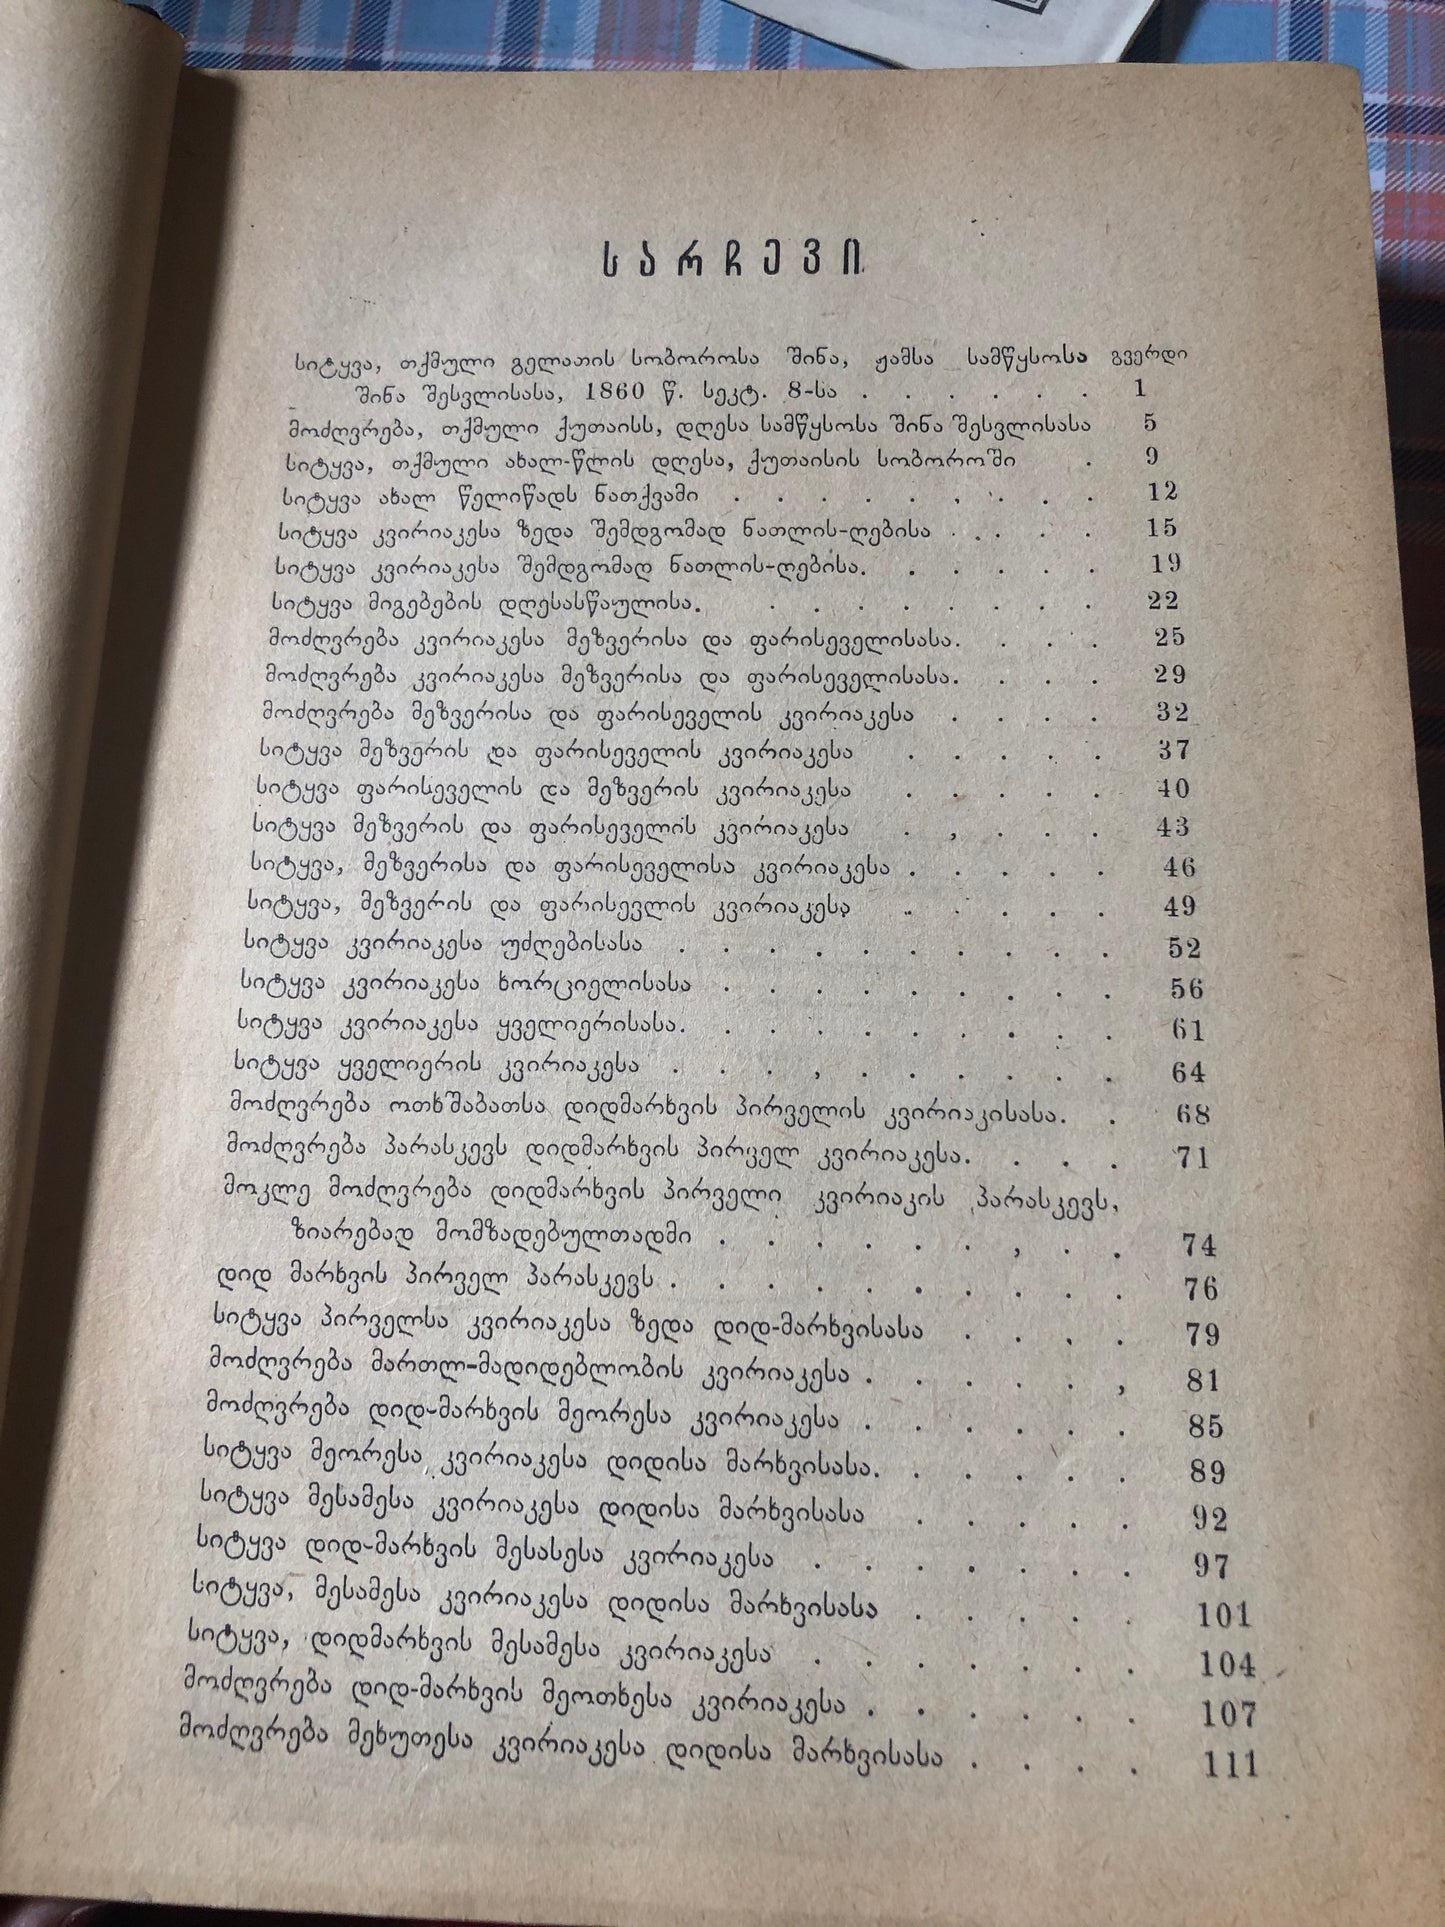 სარჩევი
სიტყვა, თქმული გელათის სობოროსა შინა, ჟამსა სამწყსოსა გვერდი
შინა შესვლისასა, 1860 წ. სეკტ. 8-სა . . . . . . 1
მოძღვრება, თქმული ქუთაისს, დღესა სამწყსოსა შინა შესვლისასა 5
სიტყვა, თქმული ახალ-წლის დღესა, ქუთაისის სობოროში . 9
სიტყვა ახალ წელიწადს ნათქვამი . . . . . . . . . 12
სიტყვა კვირიაკესა ზედა შემდგომად ნათლის-ღებისა . . . . 15
სიტყვა კვირიაკესა შემდგომად ნათლის-ღებისა. . . . . . 19
სიტყვა მიგებების დღესასწაულისა. . . . . . . . . 22
მოძღვრება კვირიაკესა მეზვერისა და ფარისეველისასა. . . . 25
მოძღვრება კვირიაკესა მეზვერისა და ფარისეველისასა. . . . 29
მოძღვრება მეზვერისა და ფარისეველის კვირიაკესა . . . . 32
სიტყვა მეზვერის და ფარისეველის კვირიაკესა . . . . . 37
სიტყვა ფარისეველის და მეზვერის კვირიაკესა . . . . . 40
სიტყვა მეზვერის და ფარისეველის კვირიაკესა . , . . . 43
სიტყვა, მეზვერისა და ფარისეველისა კვირიაკესა . . . . . 46
სიტყვა, მეზვერის და ფარისევლის კვირიაკესა . . . . . 49
სიტყვა კვირიაკესა უძღებისასა . . . . . . . . . . 52
სიტყვა კვირიაკესა ხორციელისასა . . . . . . . . . 56
სიტყვა კვირიაკესა ყველიერისასა. . . . . . . . . . 61
სიტყვა ყველიერის კვირიაკესა . . . , . . . . . . 64
მოძღვრება ოთხშაბათსა დიდმარხვის პირველის კვირიაკისასა. . 68
მოძღვრება პარასკევს დიდმარხვის პირველ კვირიაკესა. . . . 71
მოკლე მოძღვრება დიდმარხვის პირველი კვირიაკის პარასკევს,
ზიარებად მომზადებულთადმი . . . . . . , . . 74
დიდ მარხვის პირველ პარასკევს . . . . . . . . . . 76
სიტყვა პირველსა კვირიაკესა ზედა დიდ-მარხვისასა . . , . 79
მოძღვრება მართლ-მადიდებლობის კვირიაკესა . . . . . , 81
მოძღვრება დიდ-მარხვის მეორესა კვირიაკესა . . . . . . 85
სიტყვა მეორესა კვირიაკესა დიდისა მარხვისასა. . . . . . 89
სიტყვა მესამესა კვირიაკესა დიდისა მარხვისასა . . . . . 92
სიტყვა დიდ-მარხვის მესასესა კვირიაკესა . . . . . . . 97
სიტყვა, მესამესა კვირიაკესა დიდისა მარხვისასა . . . . . 101
სიტყვა, დიდმარხვის მესამესა კვირიაკესა . . . . . . . 104
მოძღვრება დიდ-მარხვის მეოთხესა კვირიაკესა . . . . . . 107
მოძღვრება მეხუთესა კვირიაკესა დიდისა მარხვისასა . . . . 111